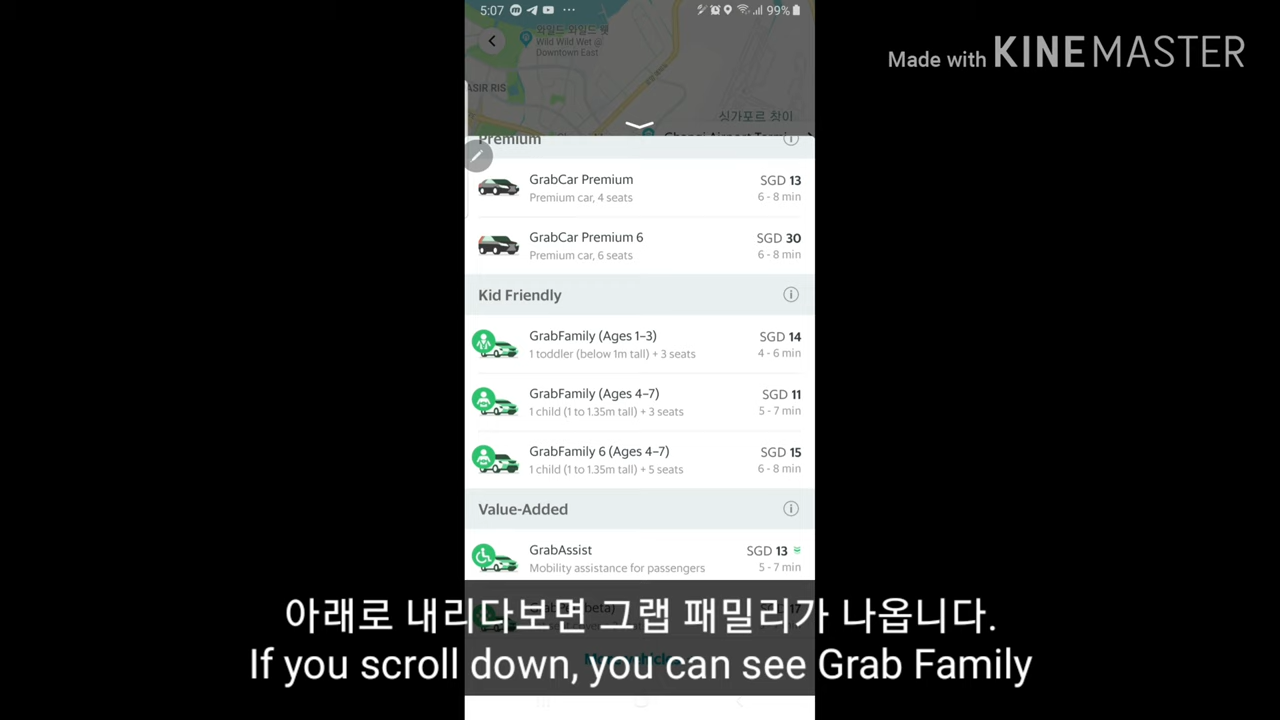 5:07
99%
Made with KINEMASTER
와일드 와일드 웻
Wild Wild Wet @
Downtown East
ASIR RIS
싱가포르 창이
Changi Airport Termi
Premium
GrabCar Premium
SGD 13
Premium car, 4 seats
6 - 8 min
GrabCar Premium 6
SGD 30
Premium car, 6 seats
6 - 8 min
Kid Friendly
GrabFamily (Ages 1–3)
SGD 14
1 toddler (below 1m tall) + 3 seats
4 - 6 min
GrabFamily (Ages 4–7)
SGD 11
1 child (1 to 1.35m tall) + 3 seats
5 - 7 min
GrabFamily 6 (Ages 4–7)
SGD 15
1 child (1 to 1.35m tall) + 5 seats
6 - 8 min
Value-Added
GrabAssist
SGD 13
Mobility assistance for passengers
5 - 7 min
17
아래로 내리다보면 그랩 패밀리가 나옵니다.
If you scroll down, you can see Grab Family